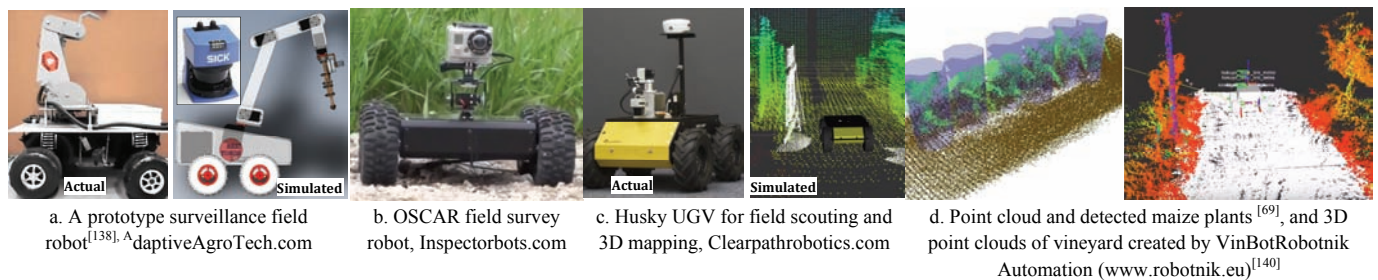 SICK
Actual
Simulated
Actual
Simulated
a. A prototype surveillance field
robot[138], AdaptiveAgroTech.com
b. OSCAR field survey
robot, Inspectorbots.com
c. Husky UGV for field scouting and
3D mapping, Clearpathrobotics.com
d. Point cloud and detected maize plants [69], and 3D
point clouds of vineyard created by VinBotRobotnik
Automation (www.robotnik.eu)[140]